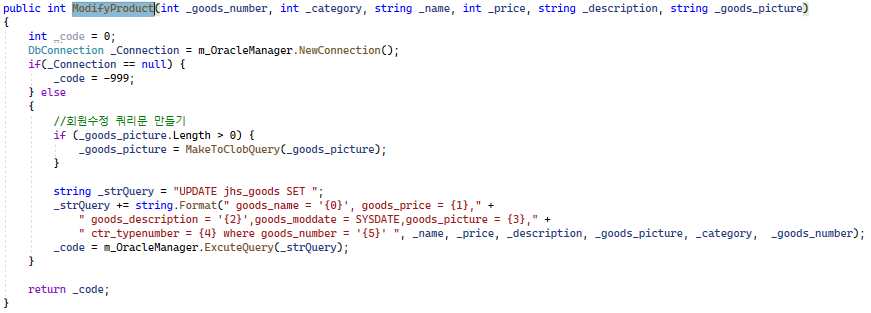 public int ModifyProduct(int _goods_number, int _category, string _name, int _price, string _description, string _goods_picture)
{
int _code = 0;
DbConnection _Connection = m_OracleManager.NewConnection();
if(_Connection == null) {
_code = -999;
} else
{
//회원수정 쿼리문 만들기
if (_goods_picture.Length > 0) {
_goods_picture = MakeToClobQuery(_goods_picture);
}
string _strQuery = "UPDATE jhs_goods SET ";
_strQuery += string.Format(" goods_name = '{0}', goods_price = {1}," +
" goods_description = '{2}',goods_moddate = SYSDATE,goods_picture = {3}," +
" ctr_typenumber = {4} where goods_number = '{5}' ", _name, _price, _description, _goods_picture, _category,  _goods_number);
_code = m_OracleManager.ExcuteQuery(_strQuery);
}
return _code;
}